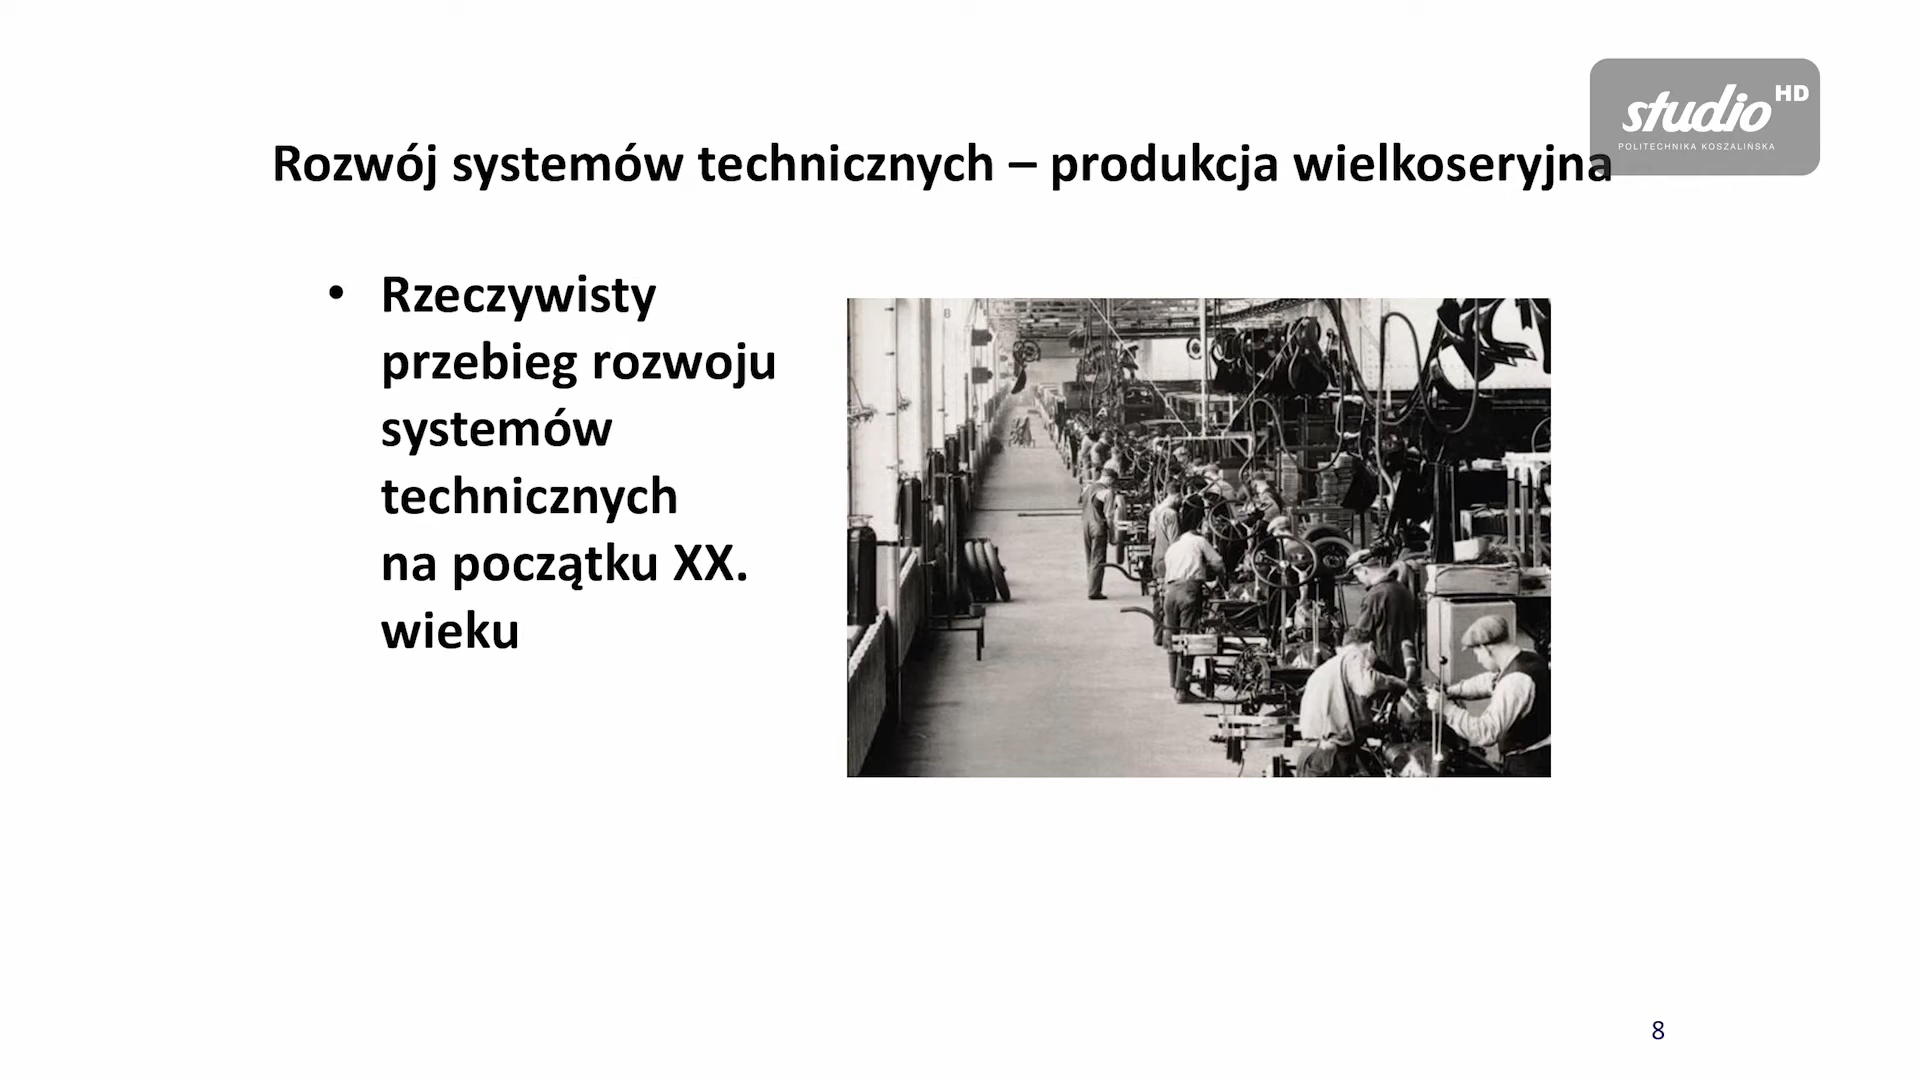 studio HD
POLITECHNIKA KOSZALIŃSKA
Rozwój systemów technicznych – produkcja wielkoseryjna
• Rzeczywisty
przebieg rozwoju
systemów
technicznych
na początku XX.
wieku
8